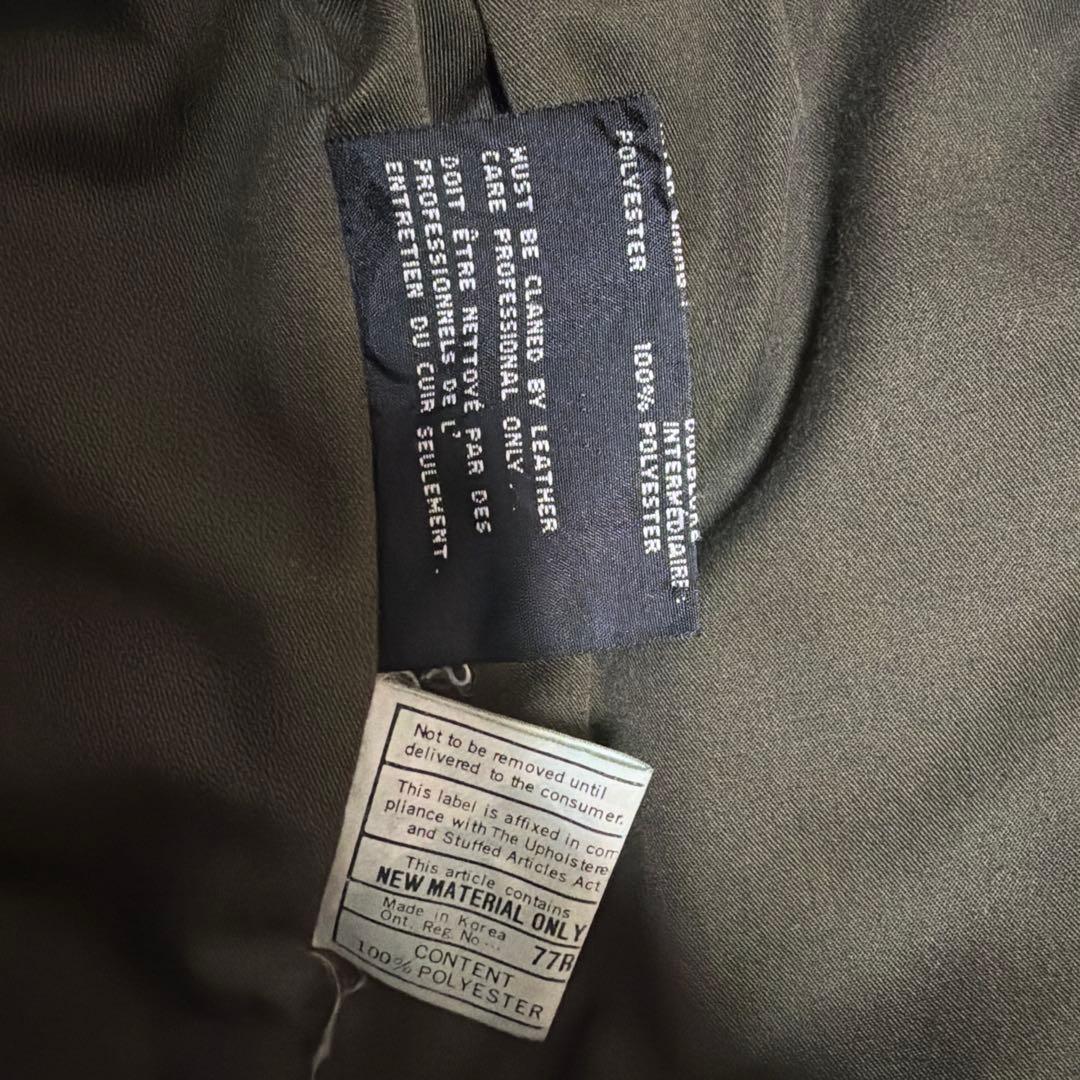 POLYESTER 100% POLYESTER
INTERMÉDIAIRE:
MUST BE CLANED BY LEATHER
CARE PROFESSIONAL ONLY.
DOIT ÊTRE NETTOYÉ PAR DES
PROFESSIONNELS DE L'
ENTRETIEN DU CUIR SEULEMENT.
Not to be removed until
delivered to the consumer.
This label is affixed in com
pliance with The Upholstere
and Stuffed Articles Act
This article contains
NEW MATERIAL ONLY
Made in Korea
Ont. Reg. No... 77R
CONTENT
100% POLYESTER